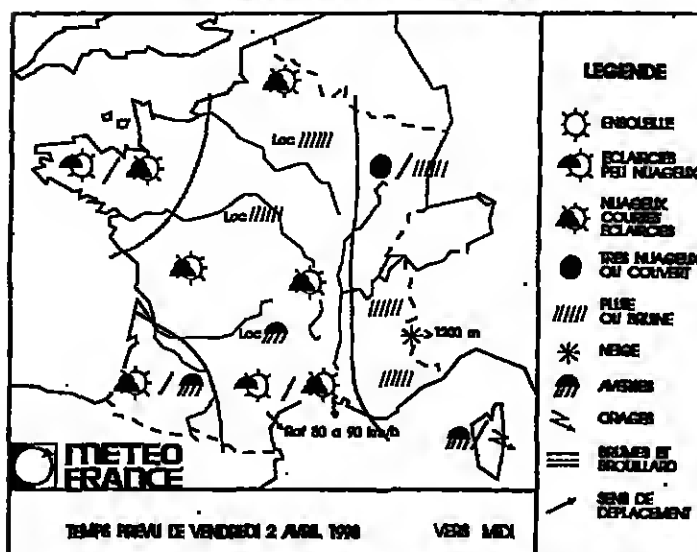 Loc
Loc
>1200 m
Loc
Raf 80 a 90 km/h
METEO
FRANCE
TEMPS PREVU DE VENDREDI 2 AVRIL VERS MIDI
LEGENDE
ENSOLEILLE
ECLAIRCIES
PEU NUAGEUX
NUAGEUX
COURTES
ECLAIRCIES
TRES NUAGEUX
OU COUVERT
PLUIE
OU BRUINE
NEIGE
AVERSES
ORAGES
BRUMES ET
BROUILLARD
SENS DE
DEPLACEMENT